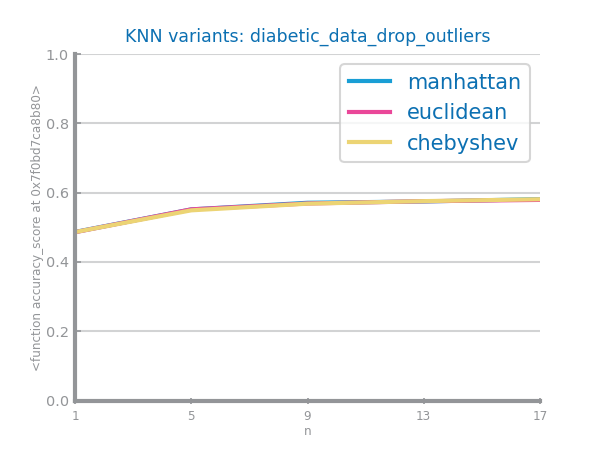 KNN variants: diabetic_data_drop_outliers
<function accuracy_score at 0x7f0bd7ca8b80>
1.0
0.8
0.6
0.4
0.2
0.0
manhattan
euclidean
chebyshev
1 5 9 13 17
n